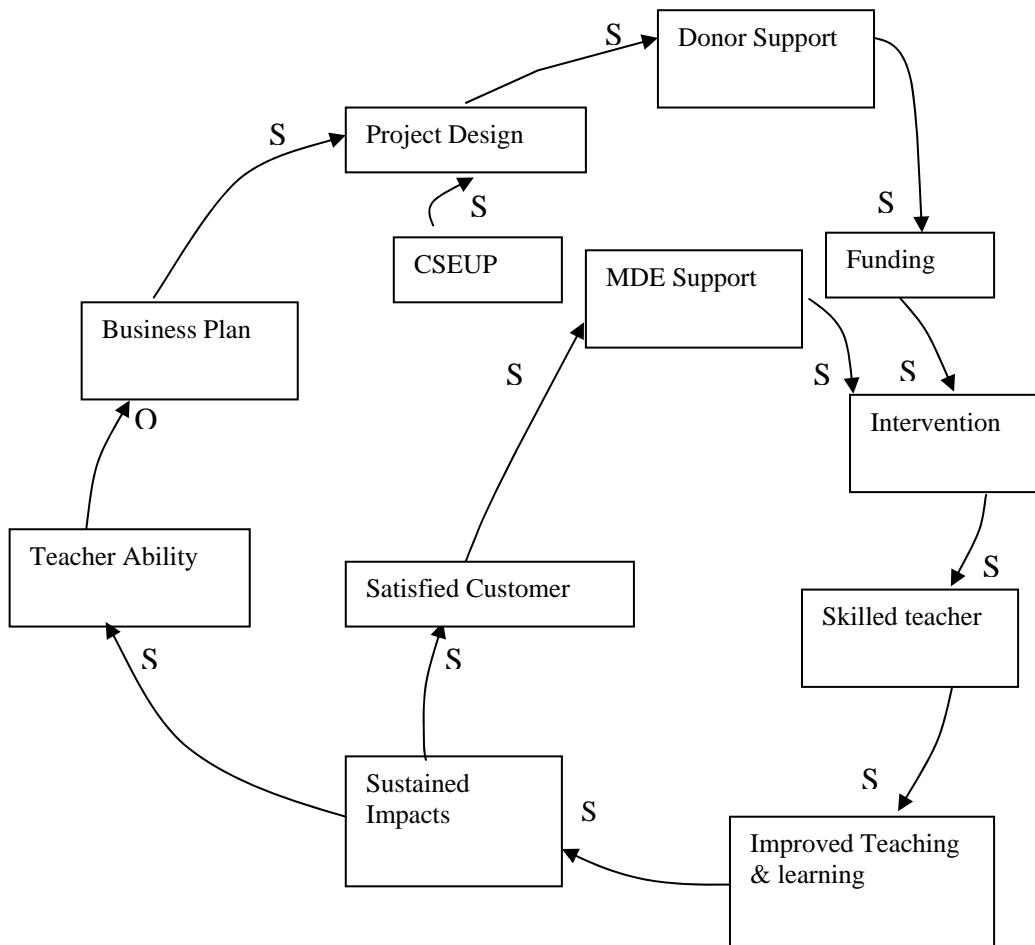 S
Donor Support
S
Project Design
S
S
CSEUP
MDE Support
Funding
Business Plan
S
S
S
O
Intervention
Teacher Ability
Satisfied Customer
S
Skilled teacher
S
S
S
Sustained
Impacts
S
Improved Teaching
& learning